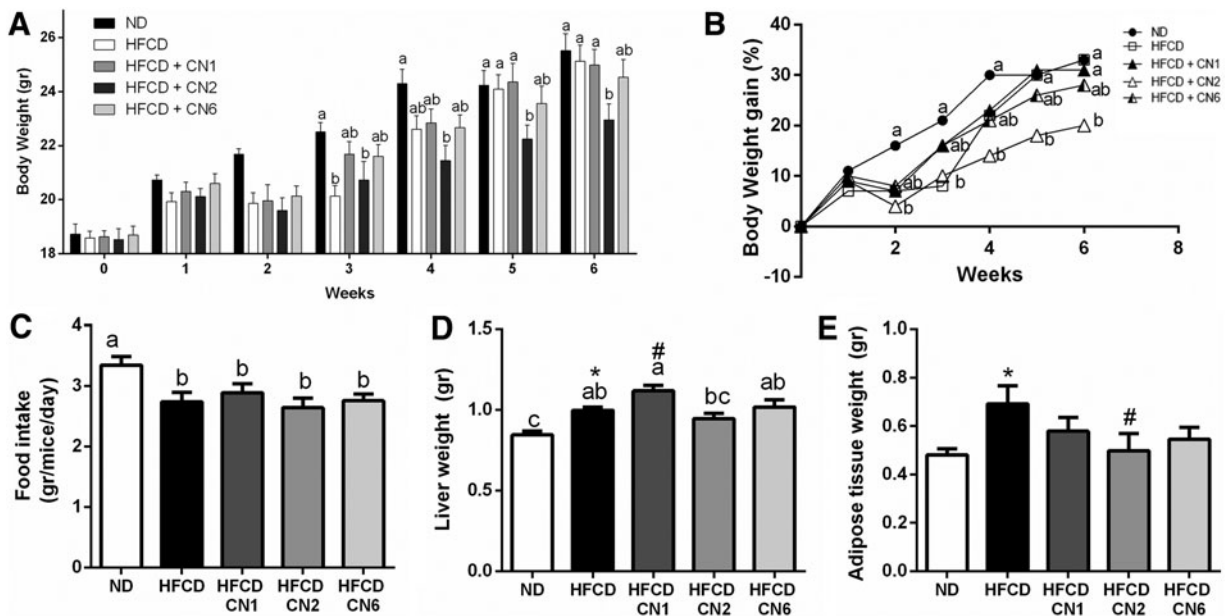 A
Body Weight (gr)
26
24
22
20
18
ND
HFCD
HFCD + CN1
HFCD + CN2
HFCD + CN6
b a ab b ab
a ab ab b ab
a a a b ab
a a a b ab
0 1 2 3 4 5 6
Weeks
B
Body Weight gain (%)
40
30
20
10
0
-10
a a a a a
ab ab ab ab
a a
b b b b b
2 4 6 8
Weeks
ND
HFCD
HFCD + CN1
HFCD + CN2
HFCD + CN6
C
Food intake
(gr/mice/day)
4
3
2
1
0
a b b b b
ND HFCD HFCD HFCD HFCD
CN1 CN2 CN6
D
Liver weight (gr)
1.5
1.0
0.5
0.0
* #
c ab a bc ab
ND HFCD HFCD HFCD HFCD
CN1 CN2 CN6
E
Adipose tissue weight (gr)
1.0
0.8
0.6
0.4
0.2
0.0
* #
ND HFCD HFCD HFCD HFCD
CN1 CN2 CN6